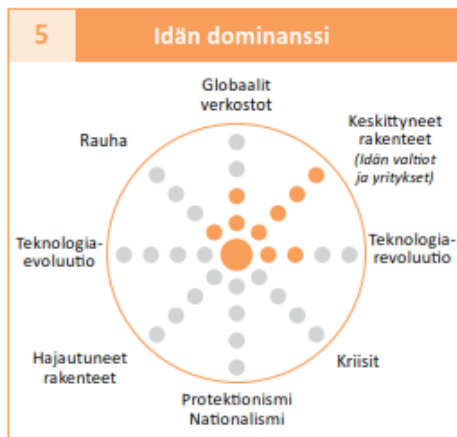 5
Idän dominanssi
Globaalit
verkostot
Keskittyneet
rakenteet
(Idän valtiot
ja yritykset)
Rauha
Teknologia-
evoluutio
Teknologia-
revoluutio
Hajautuneet
rakenteet
Kriisit
Protektionismi
Nationalismi